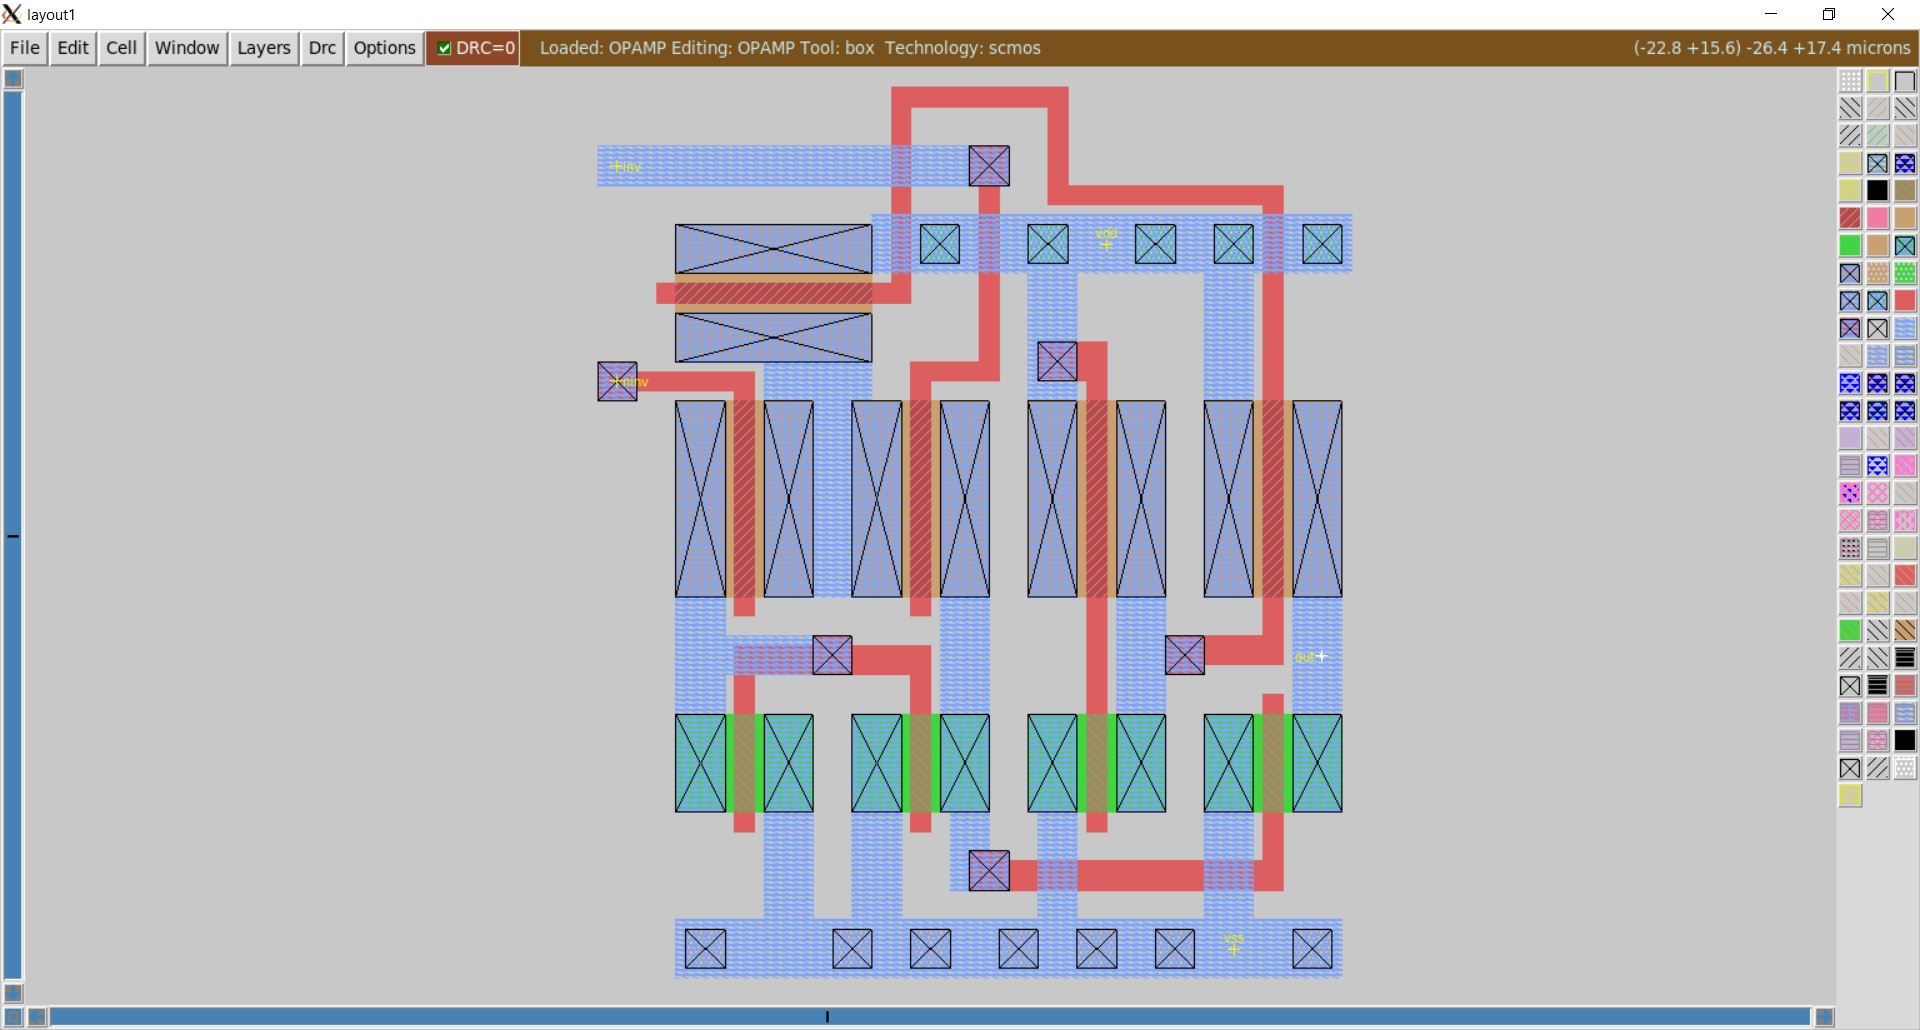 layout1
File Edit Cell Window Layers Drc Options DRC=0 Loaded: OPAMP Editing: OPAMP Tool: box Technology: scmos (-22.8 +15.6) -26.4 +17.4 microns
inv
vdd
ninv
out
vss